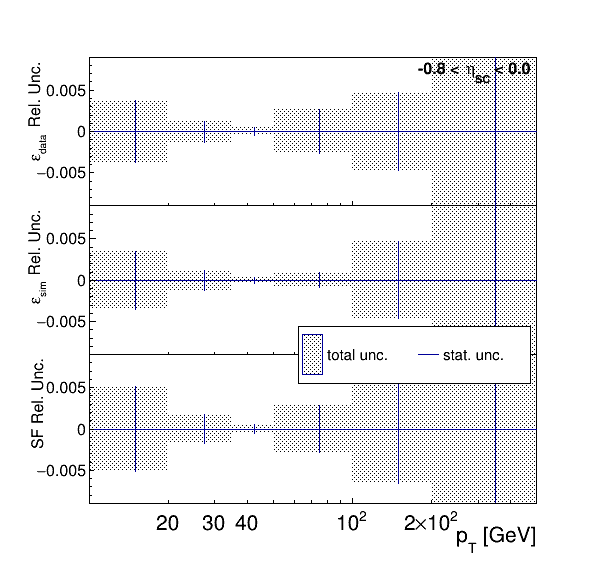 -0.8 < η_SC < 0.0
ε_data Rel. Unc.
0.005
0
−0.005
ε_sim Rel. Unc.
0.005
0
−0.005
total unc.
stat. unc.
SF Rel. Unc.
0.005
0
−0.005
20 30 40 10² 2×10²
p_T [GeV]